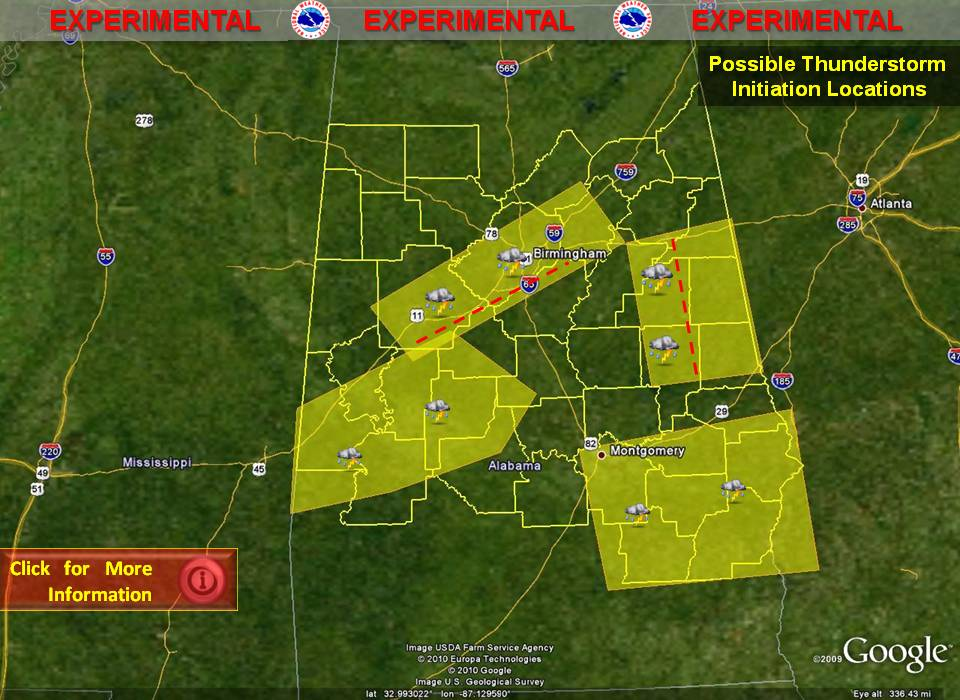 EXPERIMENTAL EXPERIMENTAL EXPERIMENTAL
Possible Thunderstorm
Initiation Locations
69
24
565
278
19
759
75
Atlanta
285
78
59
Birmingham
55
65
11
47
185
29
82
Montgomery
220
Mississippi
45
Alabama
49
51
Click for More
Information
Image USDA Farm Service Agency
© 2010 Europa Technologies
© 2010 Google
Image U.S. Geological Survey
©2009 Google
lat 32.993022° lon -87.129590°
Eye alt 336.43 mi